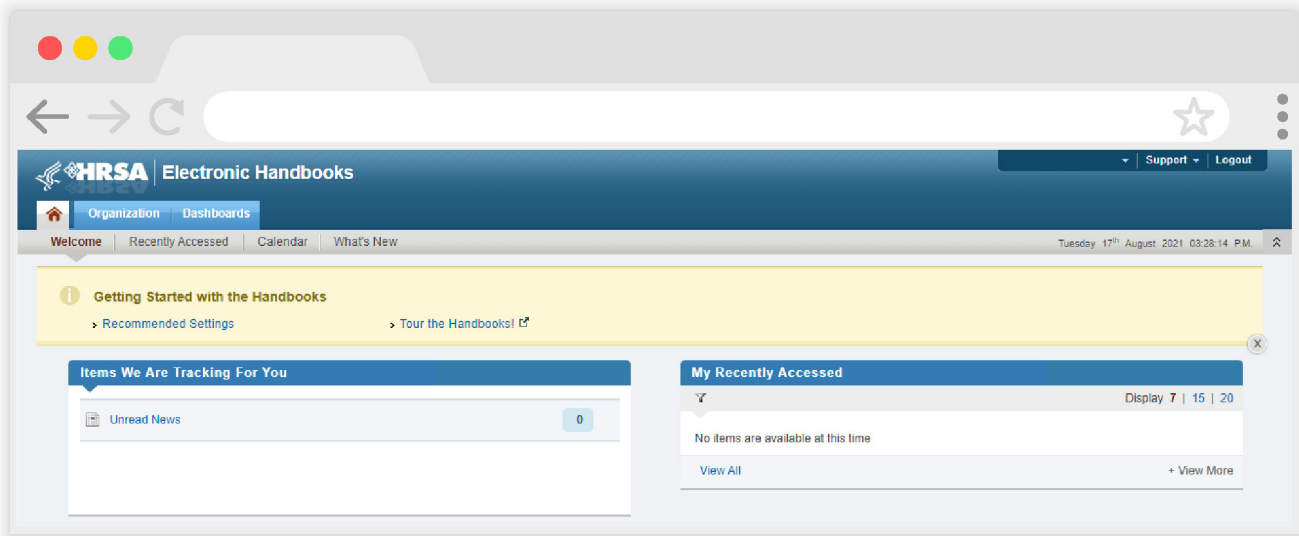 HRSA Electronic Handbooks
Support Logout
Organization Dashboards
Welcome Recently Accessed Calendar What's New Tuesday 17th August 2021 03:28:14 P.M.
Getting Started with the Handbooks
Recommended Settings Tour the Handbooks!
Items We Are Tracking For You
Unread News 0
My Recently Accessed
Display 7 | 15 | 20
No items are available at this time
View All + View More